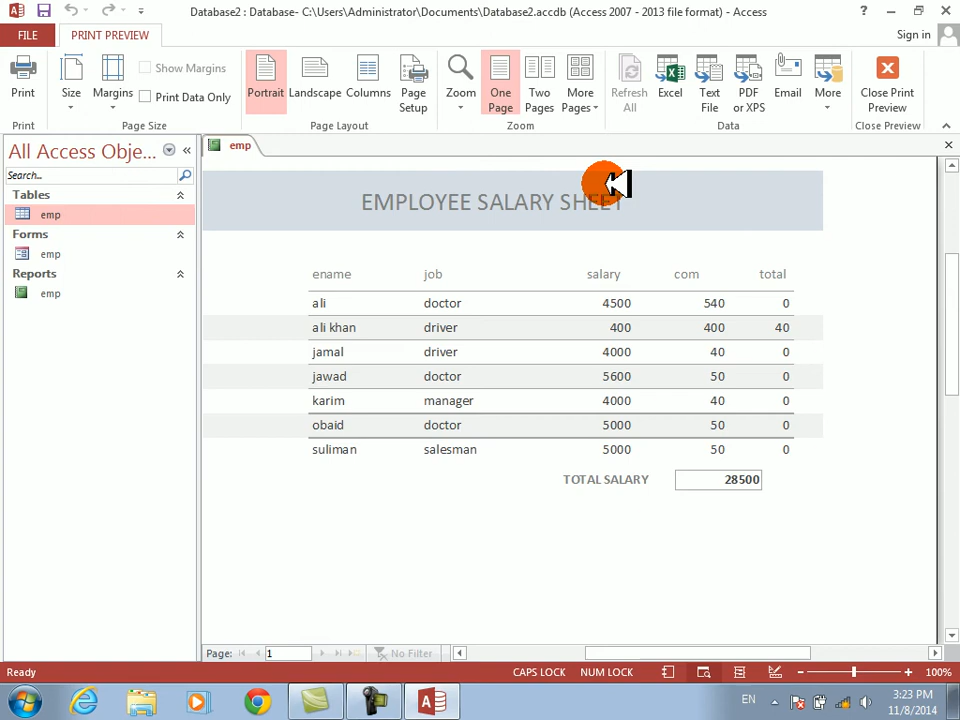 Database2 : Database- C:\Users\Administrator\Documents\Database2.accdb (Access 2007 - 2013 file format) - Access
?
FILE
PRINT PREVIEW
Sign in
Print
Size
Margins
Show Margins
Print Data Only
Portrait
Landscape
Columns
Page Setup
Zoom
One Page
Two Pages
More Pages
Refresh All
Excel
Text File
PDF or XPS
Email
More
Close Print Preview
Print
Page Size
Page Layout
Zoom
Data
Close Preview
All Access Obje...
Search...
Tables
emp
Forms
emp
Reports
emp
emp
EMPLOYEE SALARY SHEET
ename job salary com total
ali doctor 4500 540 0
ali khan driver 400 400 40
jamal driver 4000 40 0
jawad doctor 5600 50 0
karim manager 4000 40 0
obaid doctor 5000 50 0
suliman salesman 5000 50 0
TOTAL SALARY 28500
Page: 1 No Filter
Ready
CAPS LOCK NUM LOCK 100%
EN
3:23 PM
11/8/2014